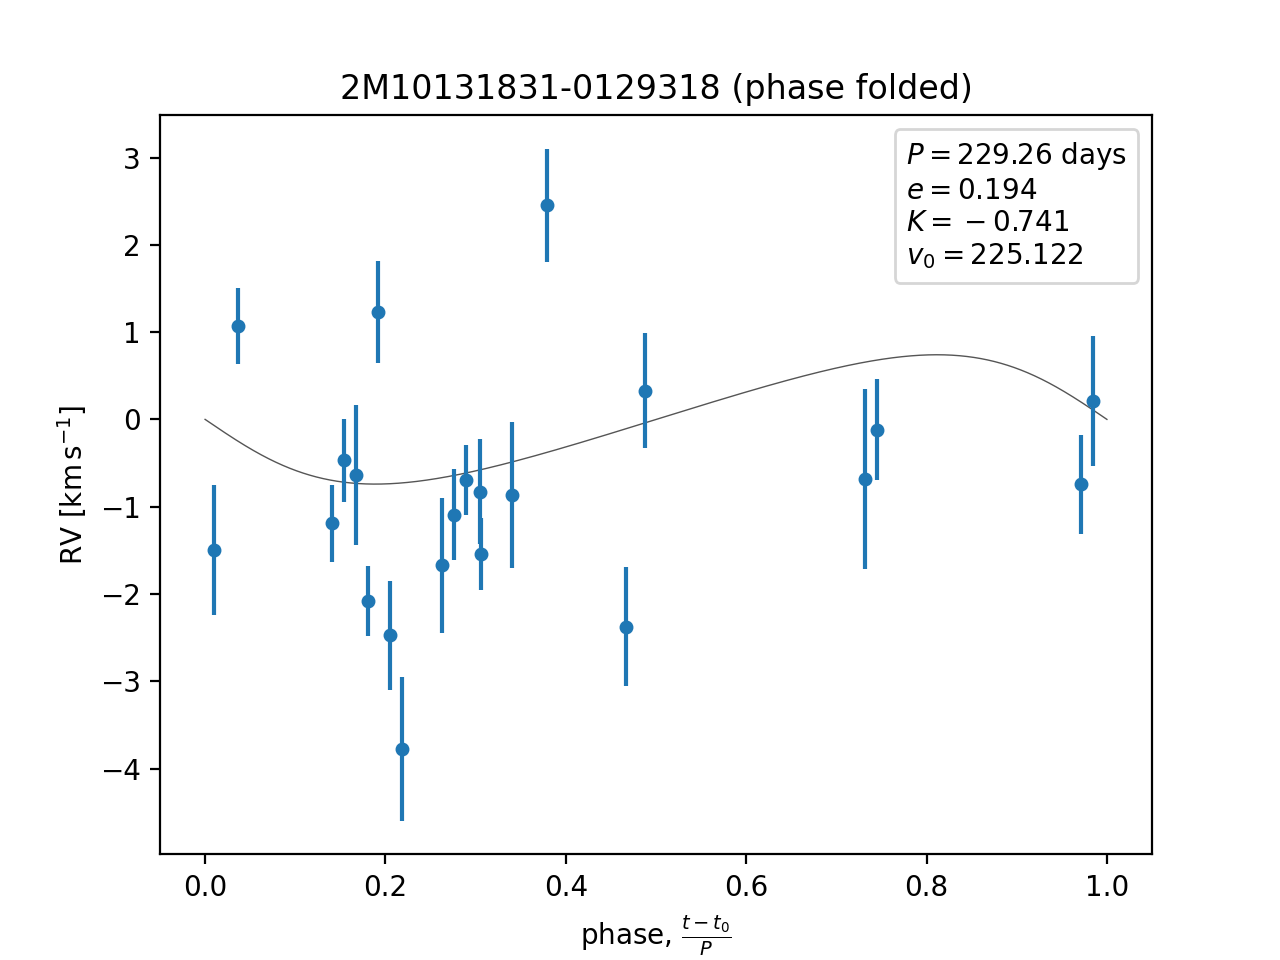 2M10131831-0129318 (phase folded)
P = 229.26 days
e = 0.194
K = −0.741
v₀ = 225.122
3
2
1
0
−1
−2
−3
−4
RV [km s⁻¹]
0.0 0.2 0.4 0.6 0.8 1.0
phase, (t − t₀)/P